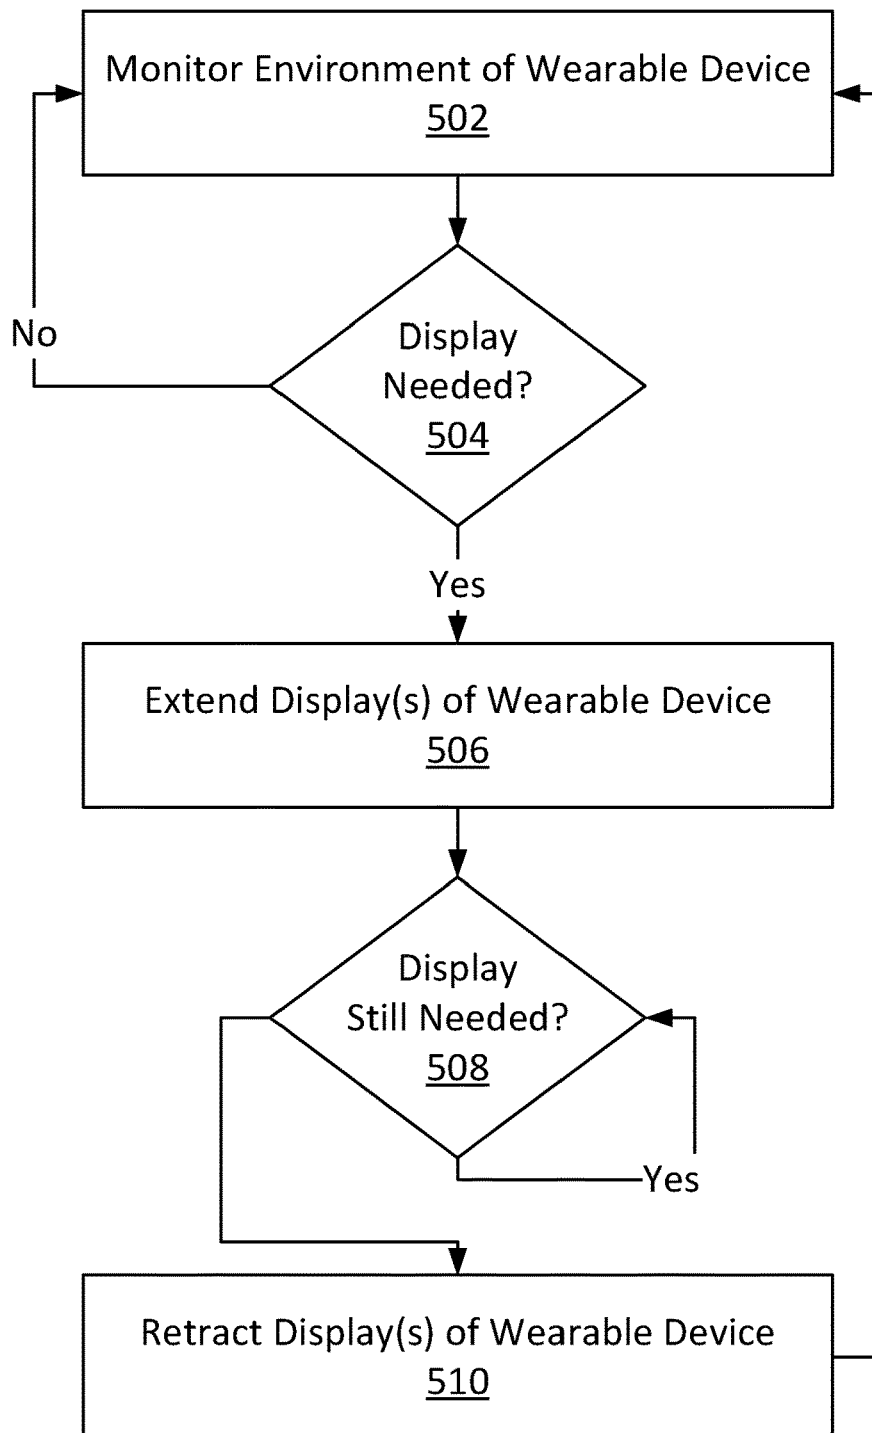 Monitor Environment of Wearable Device
502
Display
Needed?
504
No
Yes
Extend Display(s) of Wearable Device
506
Display
Still Needed?
508
Yes
Retract Display(s) of Wearable Device
510